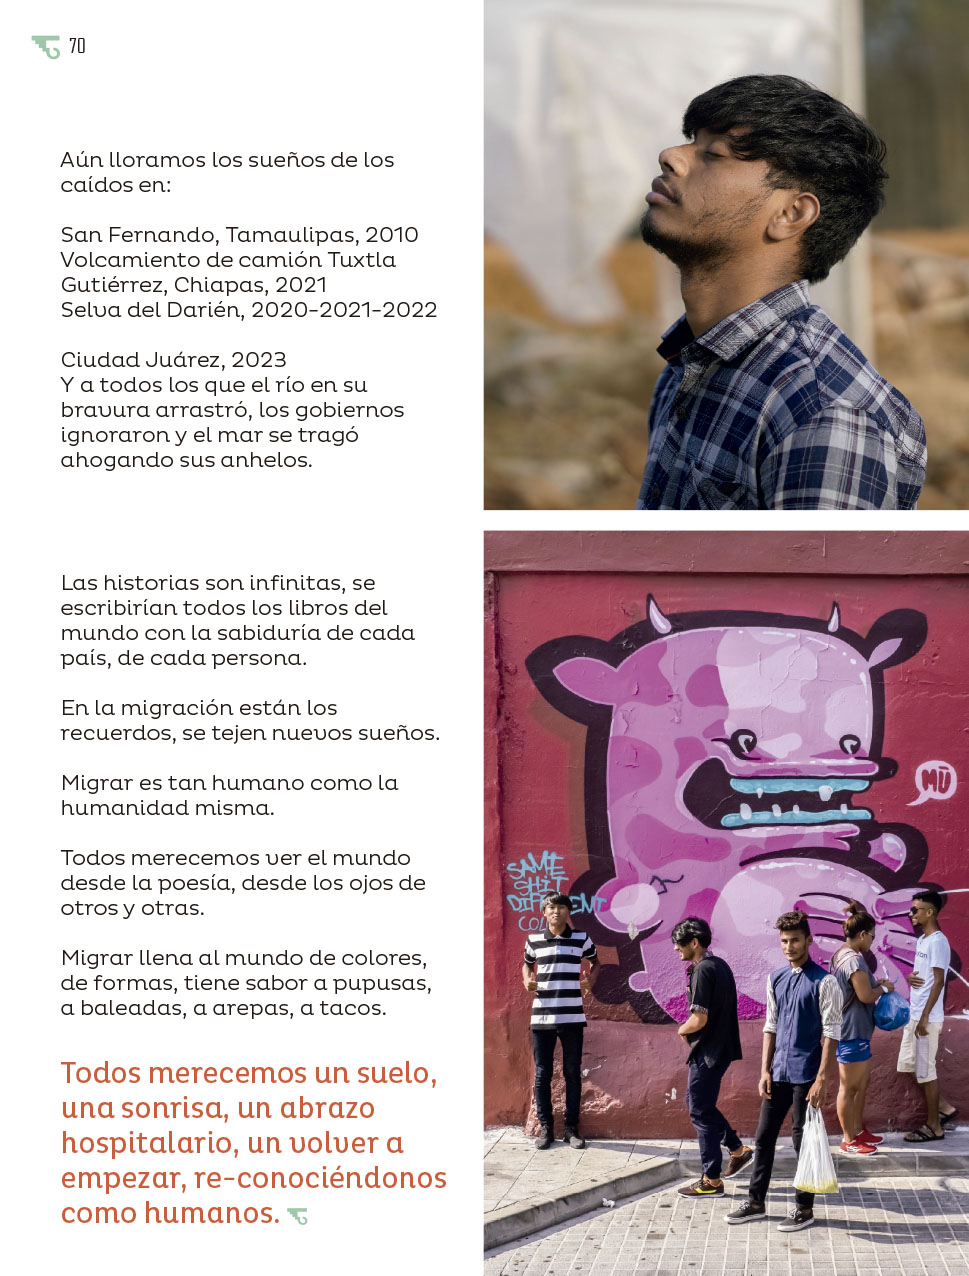 70
Aún lloramos los sueños de los
caídos en:
San Fernando, Tamaulipas, 2010
Volcamiento de camión Tuxtla
Gutiérrez, Chiapas, 2021
Selva del Darién, 2020-2021-2022
Ciudad Juárez, 2023
Y a todos los que el río en su
bravura arrastró, los gobiernos
ignoraron y el mar se tragó
ahogando sus anhelos.
Las historias son infinitas, se
escribirían todos los libros del
mundo con la sabiduría de cada
país, de cada persona.
En la migración están los
recuerdos, se tejen nuevos sueños.
Migrar es tan humano como la
humanidad misma.
Todos merecemos ver el mundo
desde la poesía, desde los ojos de
otros y otras.
Migrar llena al mundo de colores,
de formas, tiene sabor a pupusas,
a baleadas, a arepas, a tacos.
Todos merecemos un suelo,
una sonrisa, un abrazo
hospitalario, un volver a
empezar, re-conociéndonos
como humanos.
MŪ
SAME
SHIT
DIFFERENT